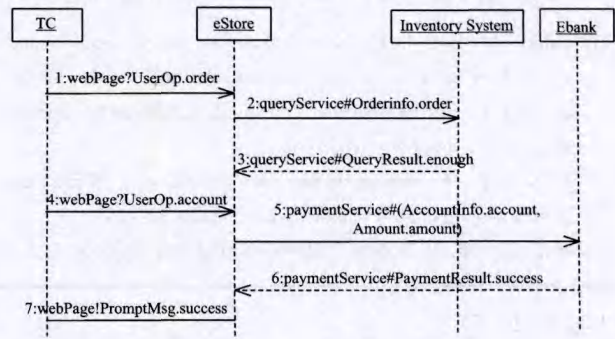 TC
eStore
Inventory System
Ebank
1:webPage?UserOp.order
2:queryService#Orderinfo.order
3:queryService#QueryResult.enough
4:webPage?UserOp.account
5:paymentService#(AccountInfo.account,
Amount.amount)
6:paymentService#PaymentResult.success
7:webPage!PromptMsg.success